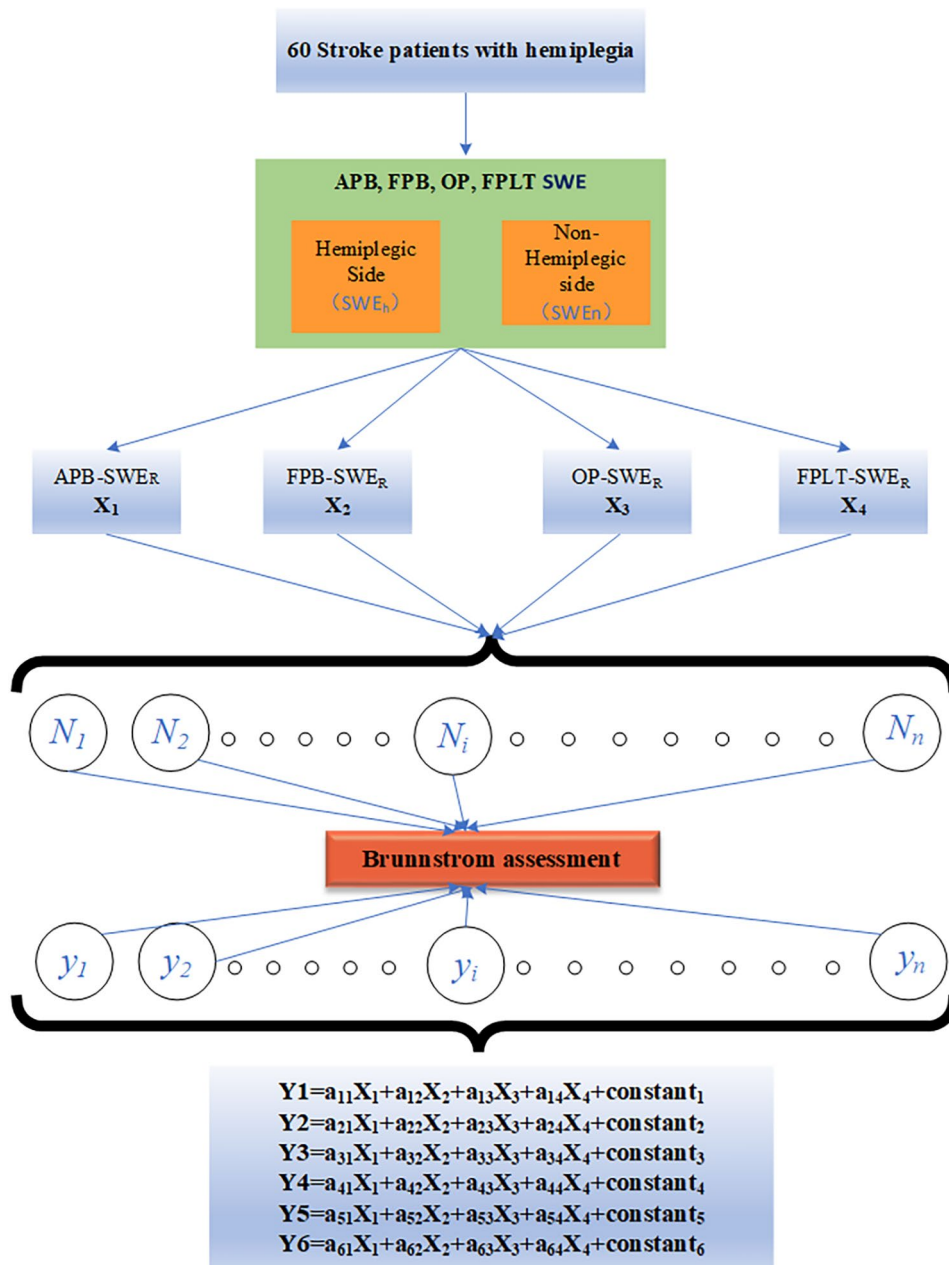 60 Stroke patients with hemiplegia
APB, FPB, OP, FPLT SWE
Hemiplegic
Side
（SWEₕ）
Non-
Hemiplegic
side
（SWEn）
APB-SWER
X₁
FPB-SWE_R
X₂
OP-SWE_R
X₃
FPLT-SWE_R
X₄
N₁ N₂ Nᵢ Nₙ
Brunnstrom assessment
y₁ y₂ yᵢ yₙ
Y1=a₁₁X₁+a₁₂X₂+a₁₃X₃+a₁₄X₄+constant₁
Y2=a₂₁X₁+a₂₂X₂+a₂₃X₃+a₂₄X₄+constant₂
Y3=a₃₁X₁+a₃₂X₂+a₃₃X₃+a₃₄X₄+constant₃
Y4=a₄₁X₁+a₄₂X₂+a₄₃X₃+a₄₄X₄+constant₄
Y5=a₅₁X₁+a₅₂X₂+a₅₃X₃+a₅₄X₄+constant₅
Y6=a₆₁X₁+a₆₂X₂+a₆₃X₃+a₆₄X₄+constant₆